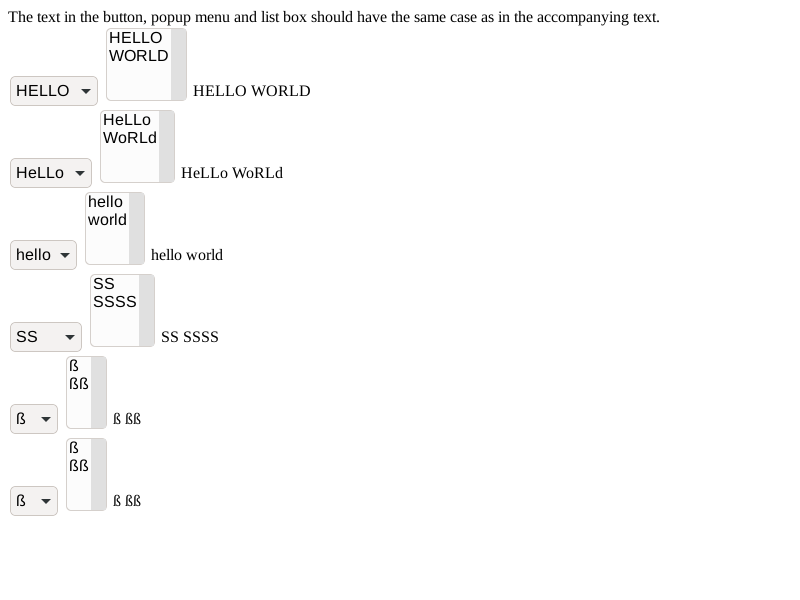 The text in the button, popup menu and list box should have the same case as in the accompanying text.
HELLO
WORLD
HELLO HELLO WORLD
HeLLo
WoRLd
HeLLo HeLLo WoRLd
hello
world
hello hello world
SS
SSSS
SS SS SSSS
ß
ßß
ß ß ßß
ß
ßß
ß ß ßß